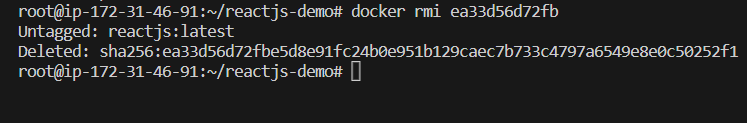 root@ip-172-31-46-91:~/reactjs-demo# docker rmi ea33d56d72fb
Untagged: reactjs:latest
Deleted: sha256:ea33d56d72fbe5d8e91fc24b0e951b129caec7b733c4797a6549e8e0c50252f1
root@ip-172-31-46-91:~/reactjs-demo#